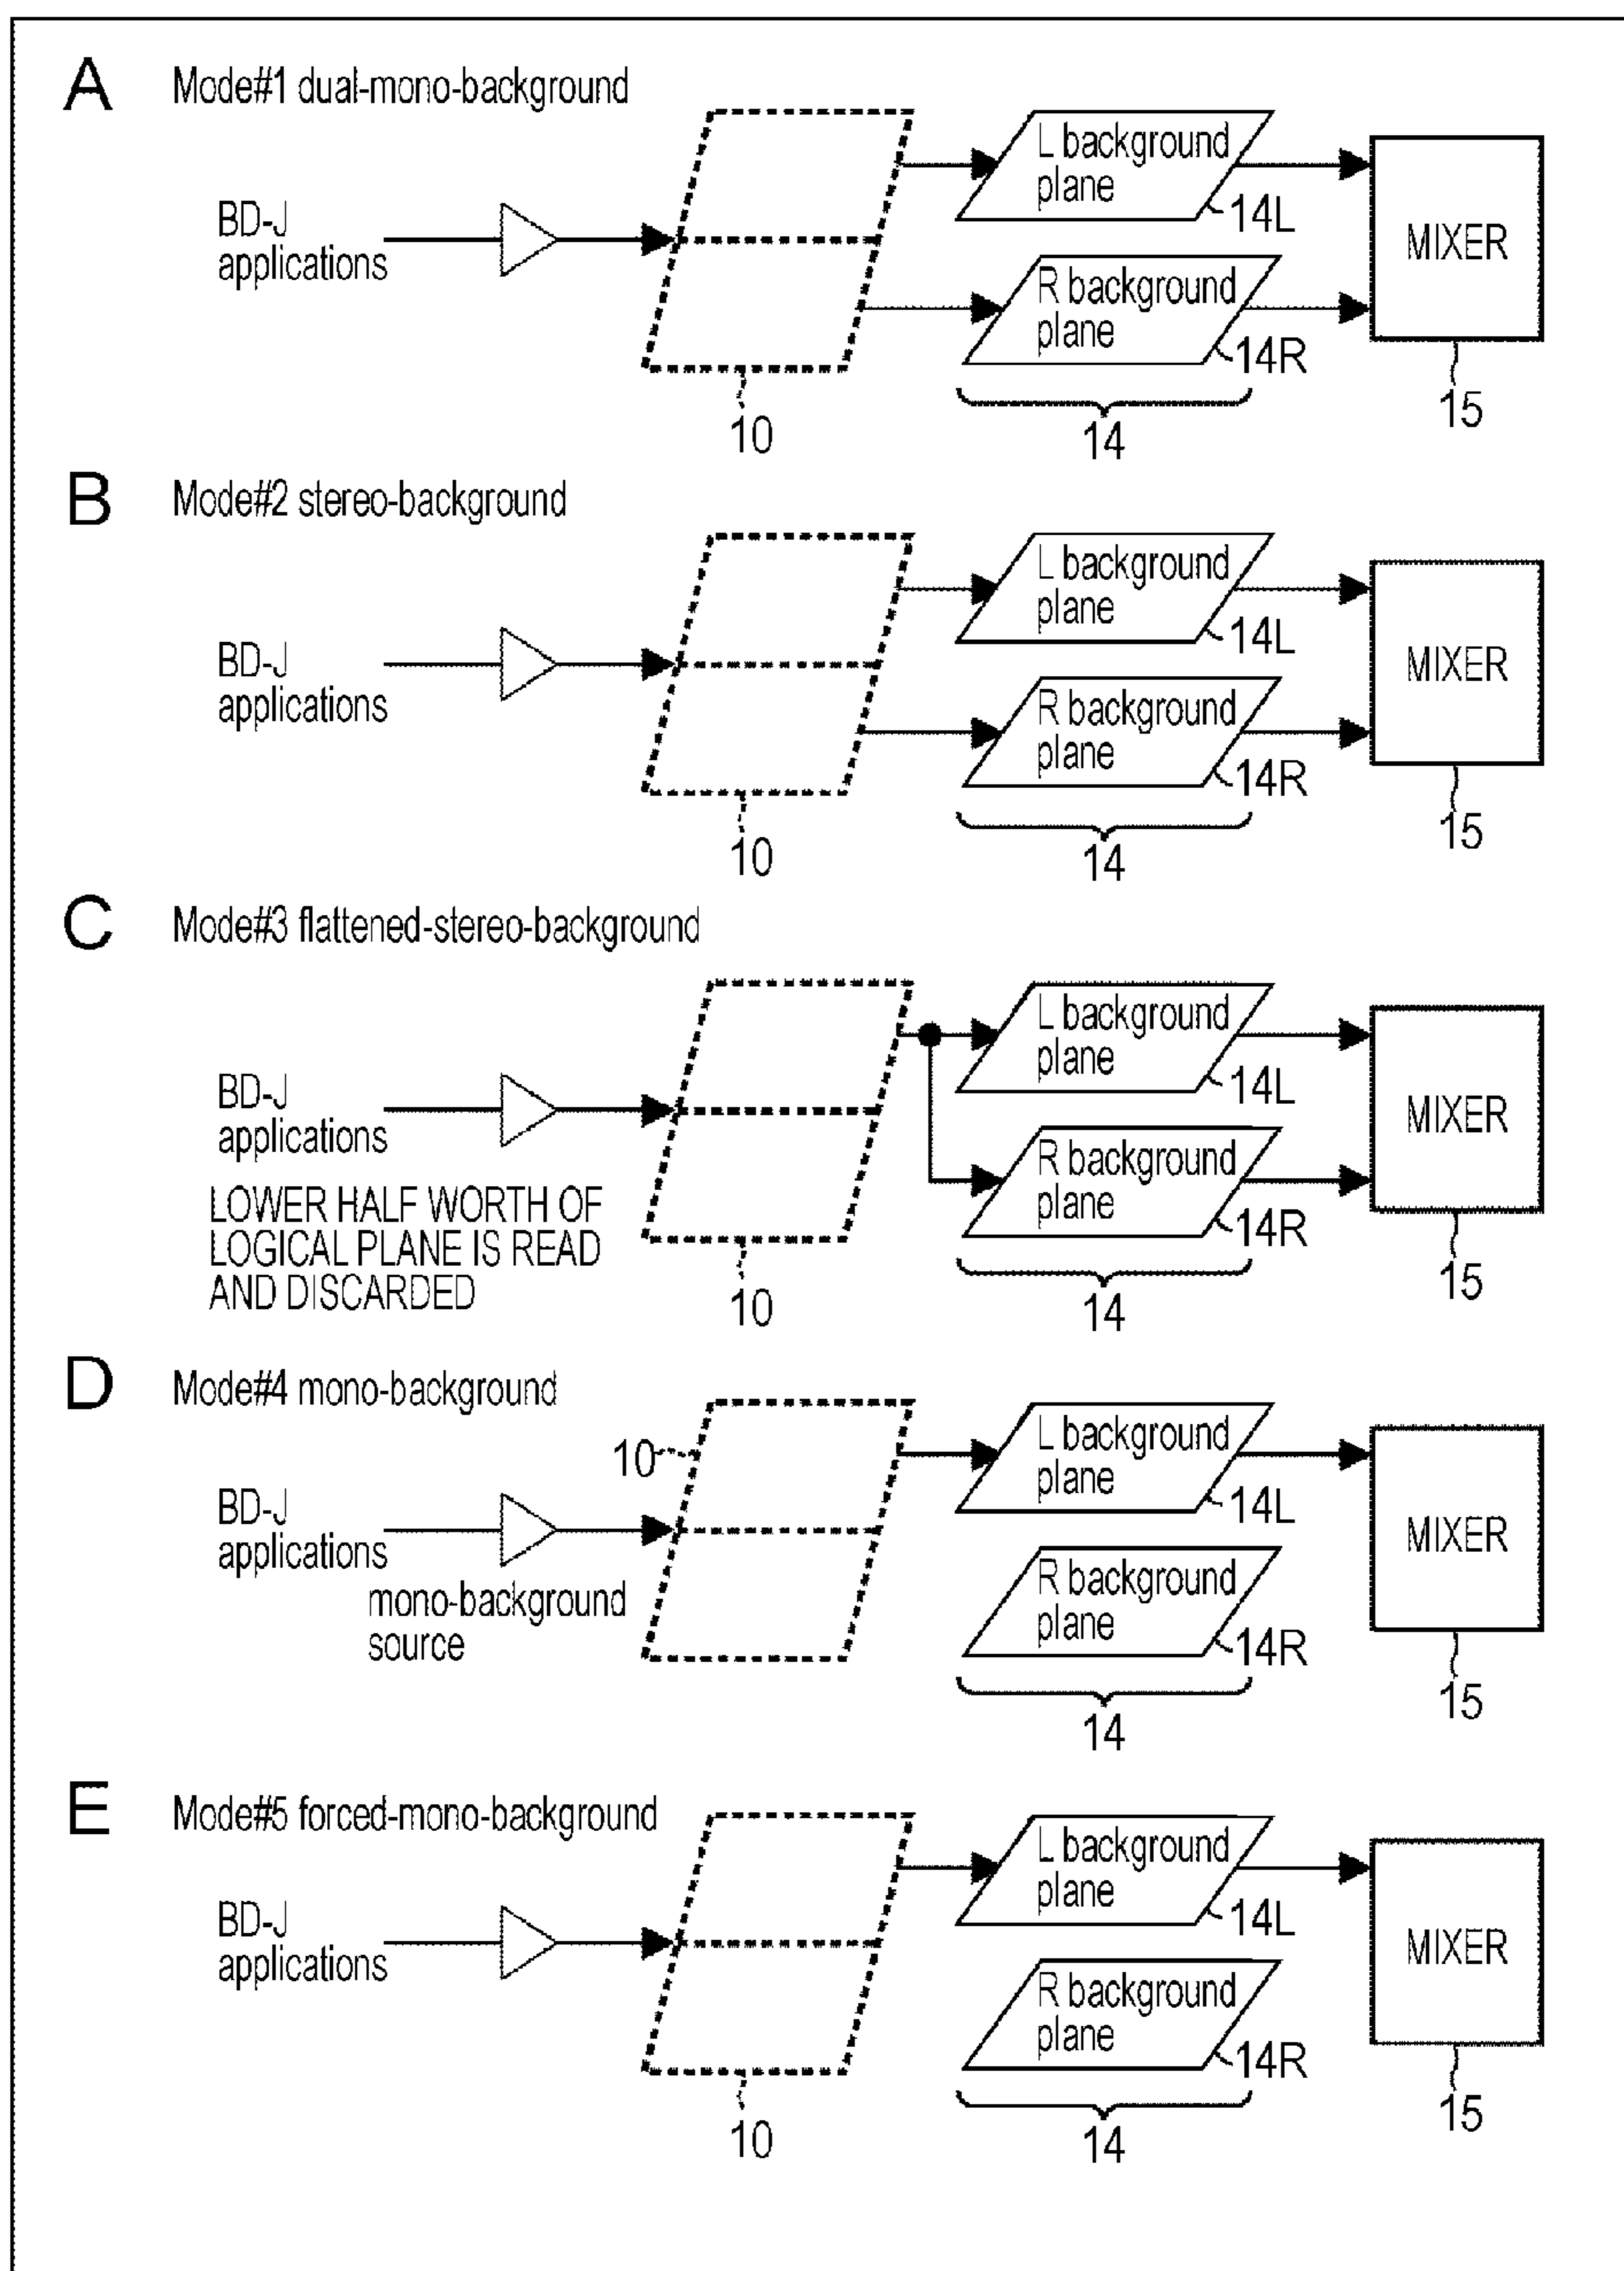 A Mode#1 dual-mono-background
BD-J
applications
L background
plane
14L
R background
plane
14R
MIXER
10
14
15
B Mode#2 stereo-background
BD-J
applications
L background
plane
14L
R background
plane
14R
MIXER
10
14
15
C Mode#3 flattened-stereo-background
BD-J
applications
LOWER HALF WORTH OF
LOGICAL PLANE IS READ
AND DISCARDED
L background
plane
14L
R background
plane
14R
MIXER
10
14
15
D Mode#4 mono-background
10
BD-J
applications
mono-background
source
L background
plane
14L
R background
plane
14R
MIXER
14
15
E Mode#5 forced-mono-background
BD-J
applications
L background
plane
14L
R background
plane
14R
MIXER
10
14
15